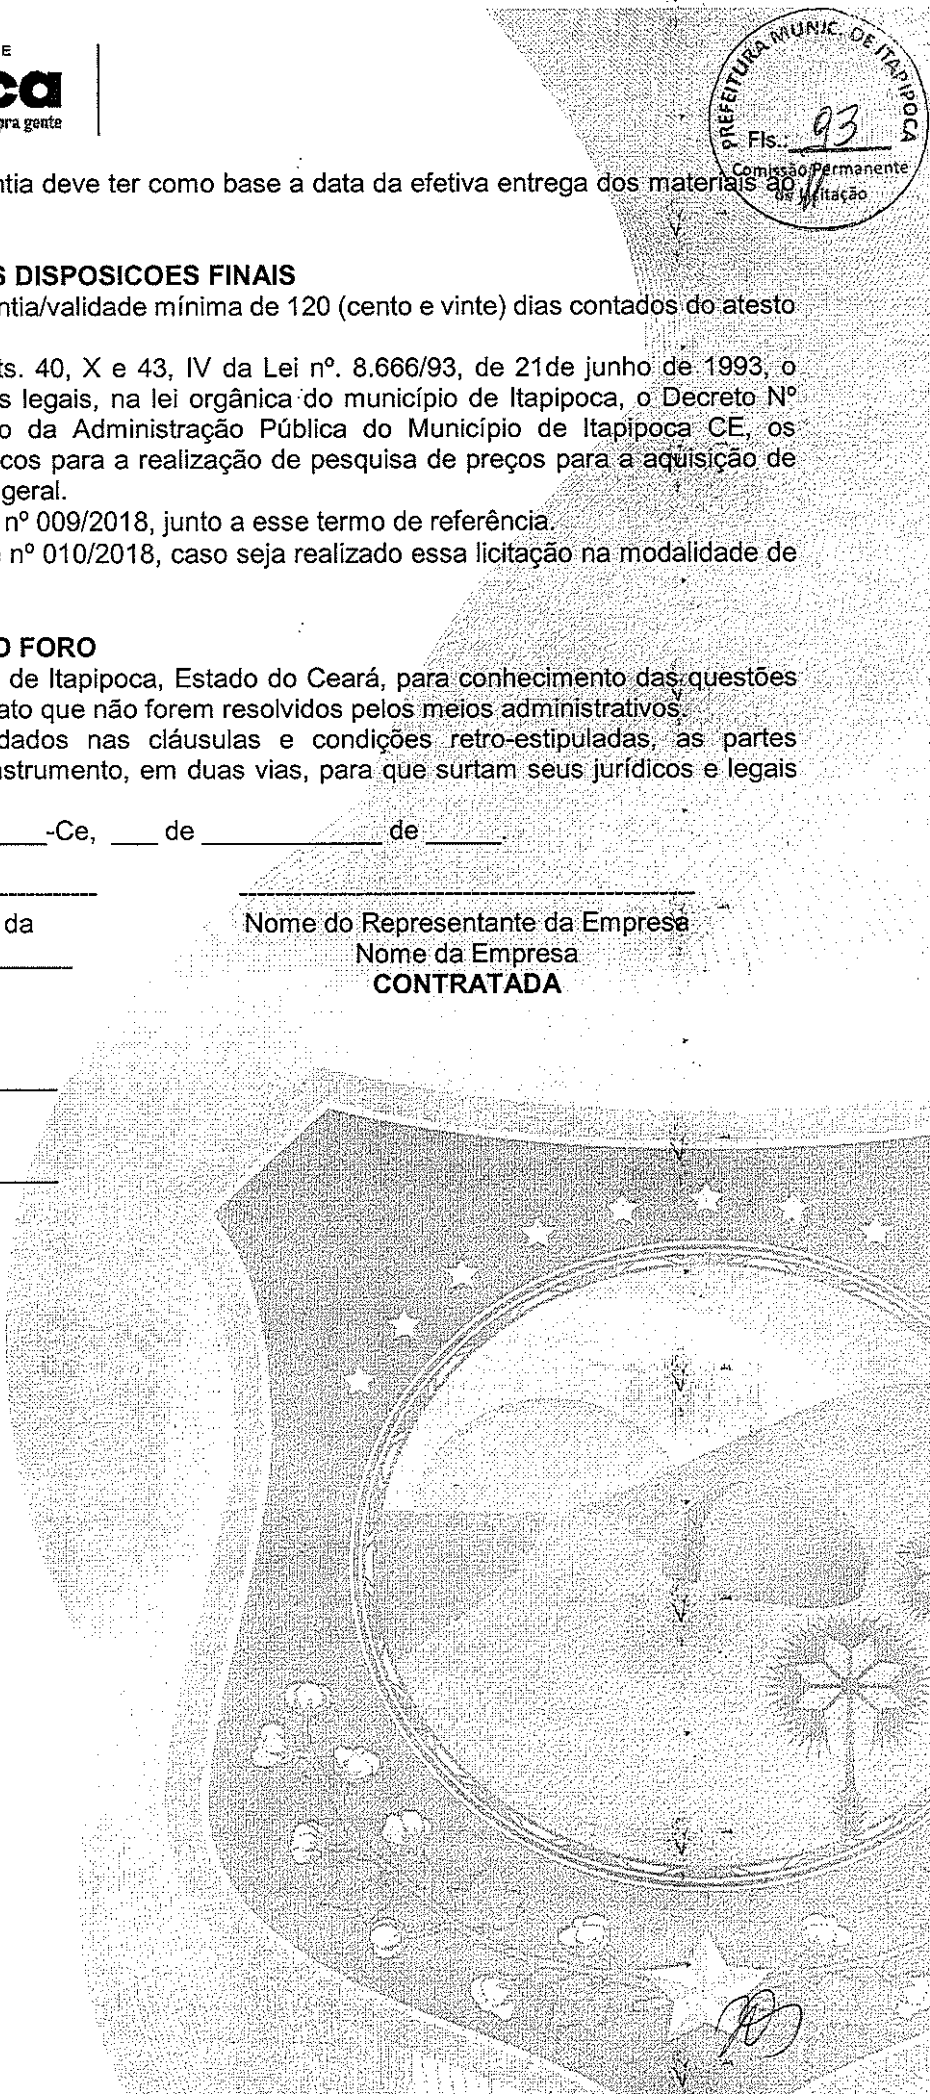 E
ca
pra gente
PREFEITURA MUNIC. DE ITAPIPOCA
Fls.: 93
Comissão Permanente
de Licitação
ntia deve ter como base a data da efetiva entrega dos materiais ao
S DISPOSICOES FINAIS
ntia/validade mínima de 120 (cento e vinte) dias contados do atesto
ts. 40, X e 43, IV da Lei nº. 8.666/93, de 21de junho de 1993, o
s legais, na lei orgânica do município de Itapipoca, o Decreto Nº
o da Administração Pública do Município de Itapipoca CE, os
cos para a realização de pesquisa de preços para a aquisição de
geral.
nº 009/2018, junto a esse termo de referência.
e nº 010/2018, caso seja realizado essa licitação na modalidade de
O FORO
de Itapipoca, Estado do Ceará, para conhecimento das questões
ato que não forem resolvidos pelos meios administrativos.
dados nas cláusulas e condições retro-estipuladas, as partes
nstrumento, em duas vias, para que surtam seus jurídicos e legais
____-Ce, ___ de ____________ de _____.
da
Nome do Representante da Empresa
Nome da Empresa
CONTRATADA